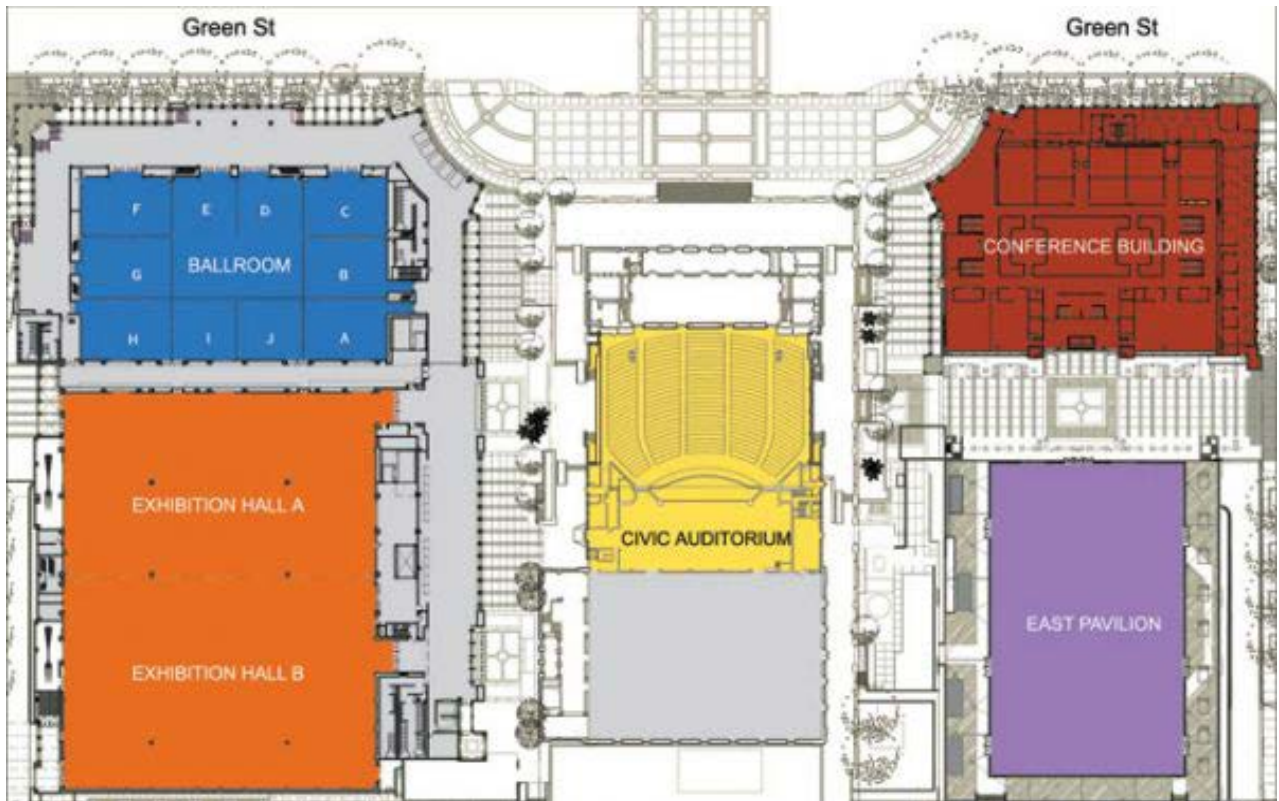 Green St
Green St
F
E
D
C
G
BALLROOM
B
H
I
J
A
CONFERENCE BUILDING
EXHIBITION HALL A
CIVIC AUDITORIUM
EAST PAVILION
EXHIBITION HALL B